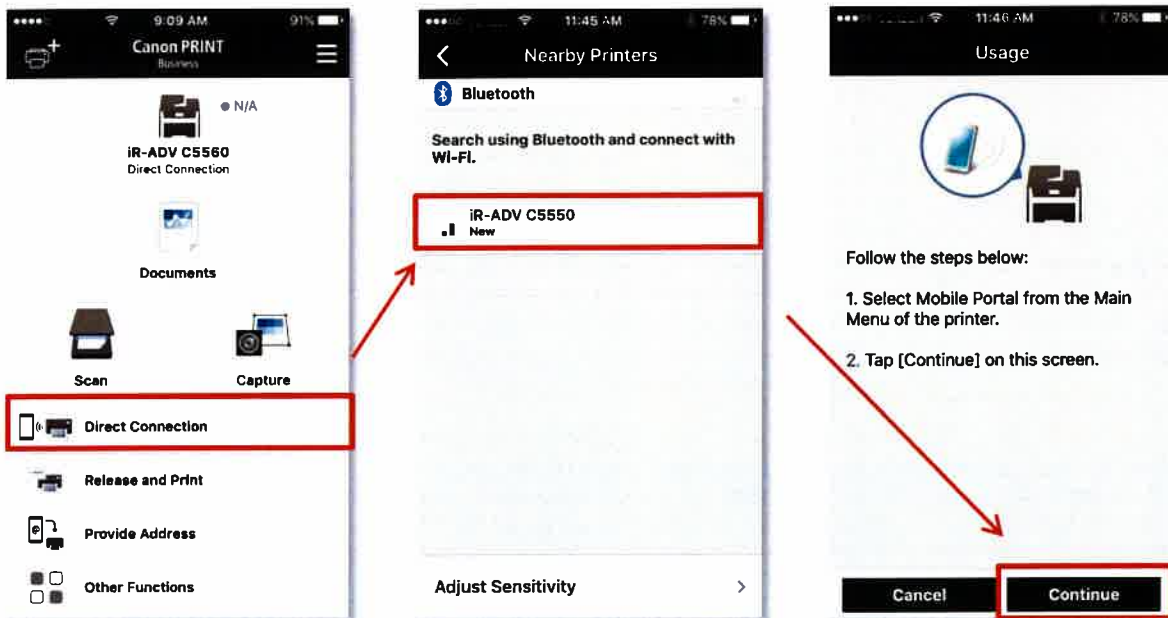 9:09 AM
91%
Canon PRINT
Business
N/A
iR-ADV C5560
Direct Connection
Documents
Scan
Capture
Direct Connection
Release and Print
Provide Address
Other Functions
11:45 AM
78%
Nearby Printers
Bluetooth
Search using Bluetooth and connect with
Wi-Fi.
iR-ADV C5550
New
Adjust Sensitivity
11:46 AM
78%
Usage
Follow the steps below:
1. Select Mobile Portal from the Main
Menu of the printer.
2. Tap [Continue] on this screen.
Cancel
Continue